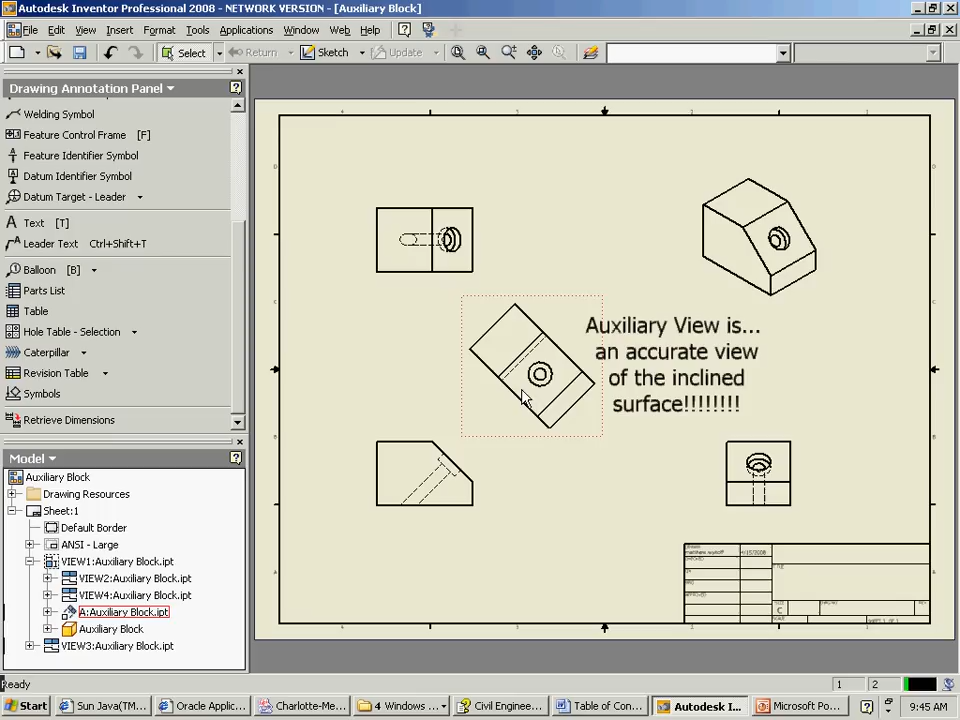 Autodesk Inventor Professional 2008 - NETWORK VERSION - [Auxiliary Block]
File Edit View Insert Format Tools Applications Window Web Help
Select Return Sketch Update
Drawing Annotation Panel
Welding Symbol
Feature Control Frame [F]
Feature Identifier Symbol
Datum Identifier Symbol
Datum Target - Leader
Text [T]
Leader Text Ctrl+Shift+T
Balloon [B]
Parts List
Table
Hole Table - Selection
Caterpillar
Revision Table
Symbols
Retrieve Dimensions
Model
Auxiliary Block
Drawing Resources
Sheet:1
Default Border
ANSI - Large
VIEW1:Auxiliary Block.ipt
VIEW2:Auxiliary Block.ipt
VIEW4:Auxiliary Block.ipt
A:Auxiliary Block.ipt
Auxiliary Block
VIEW3:Auxiliary Block.ipt
Auxiliary View is...
an accurate view
of the inclined
surface!!!!!!!!
C
Ready
1 2
Start Sun Java(TM... Oracle Applic... Charlotte-Me... 4 Windows ... Civil Enginee... Table of Con... Autodesk I... Microsoft Po... 9:45 AM